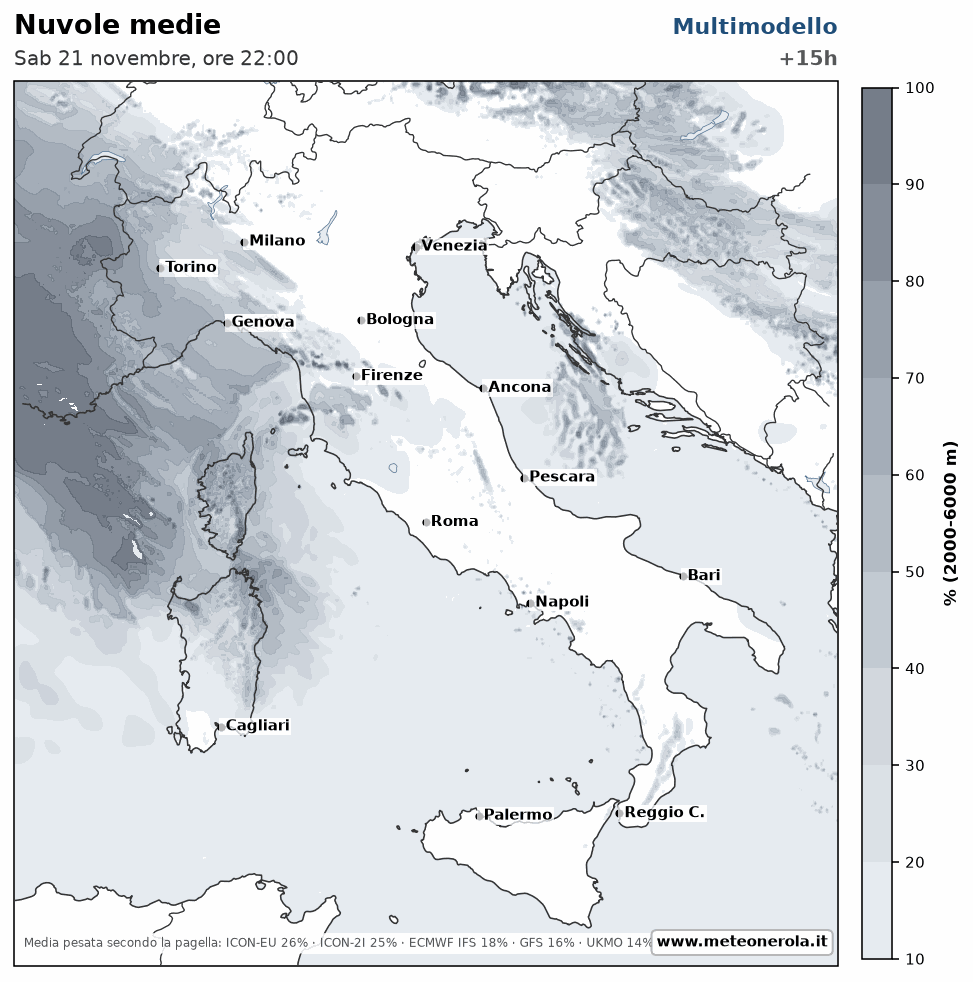 Nuvole medie
Multimodello
Sab 21 novembre, ore 22:00
+15h
100
90
80
70
60
50
40
30
20
10
% (2000-6000 m)
Milano
Venezia
Torino
Genova
Bologna
Firenze
Ancona
Pescara
Roma
Bari
Napoli
Cagliari
Palermo
Reggio C.
Media pesata secondo la pagella: ICON-EU 26% · ICON-2I 25% · ECMWF IFS 18% · GFS 16% · UKMO 14%
www.meteonerola.it